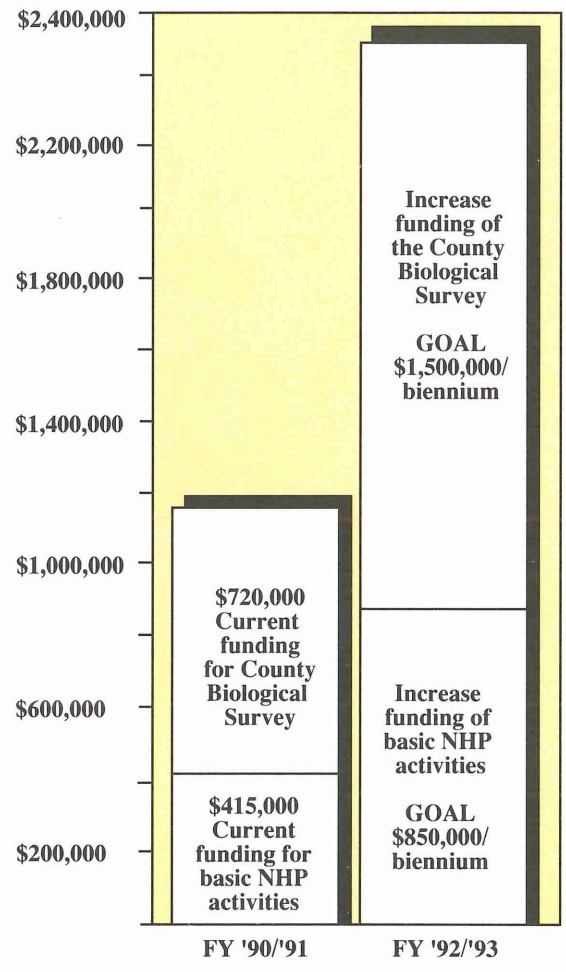 $2,400,000
$2,200,000
$1,800,000
$1,400,000
$1,000,000
$600,000
$200,000
$720,000
Current
funding
for County
Biological
Survey
$415,000
Current
funding for
basic NHP
activities
FY '90/'91
Increase
funding of
the County
Biological
Survey
GOAL
$1,500,000/
biennium
Increase
funding of
basic NHP
activities
GOAL
$850,000/
biennium
FY '92/'93